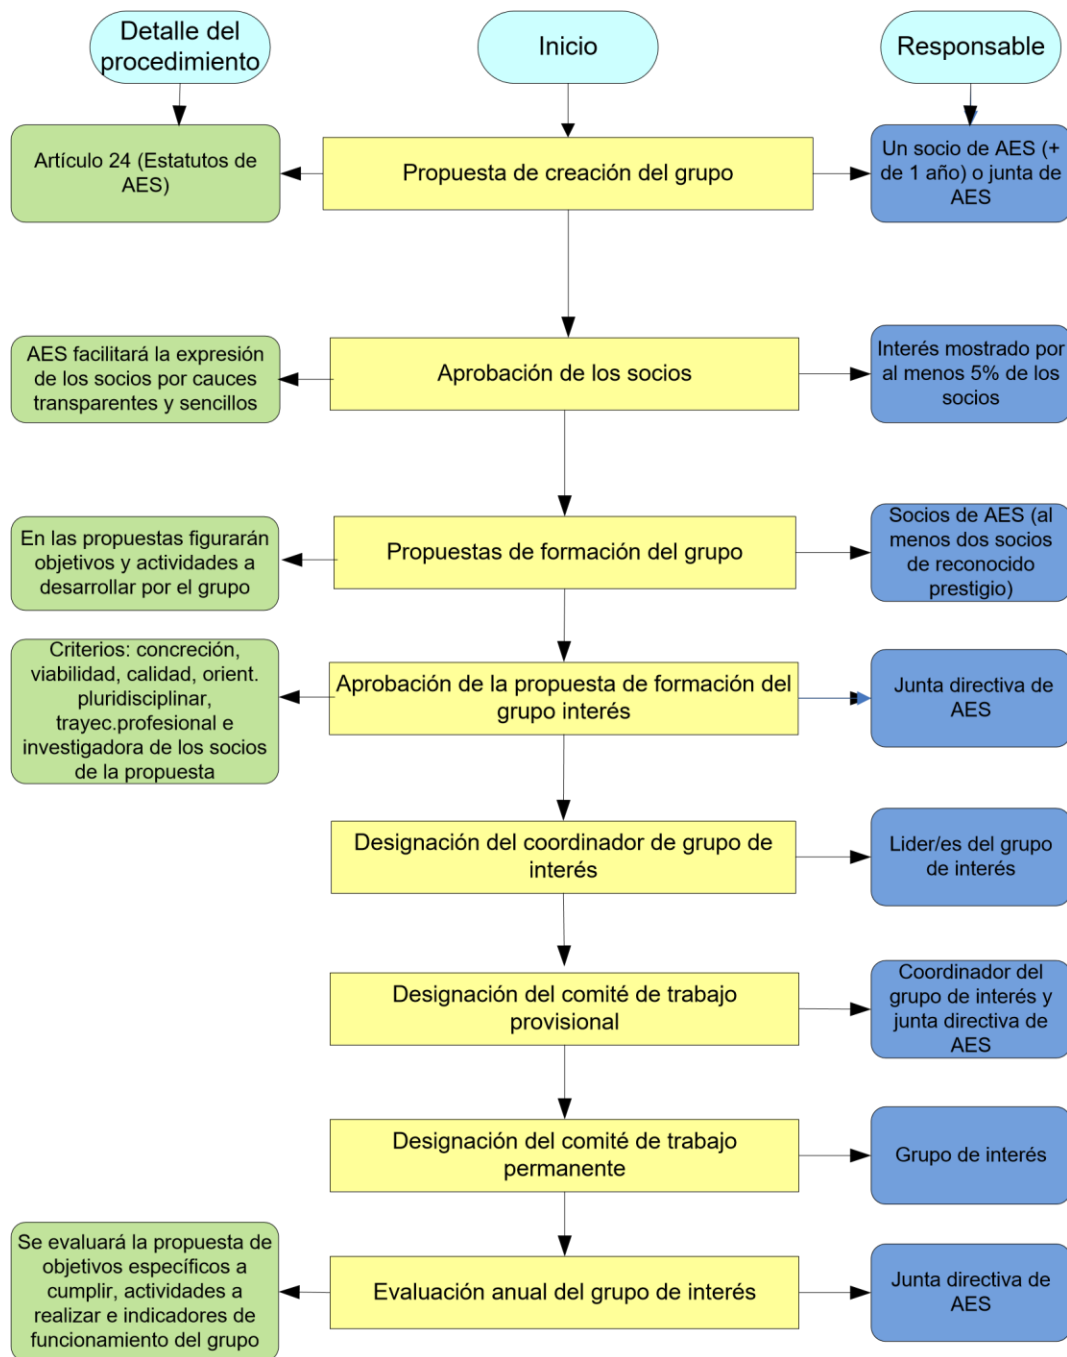 Detalle del
procedimiento
Inicio
Responsable
Artículo 24 (Estatutos de
AES)
Propuesta de creación del grupo
Un socio de AES (+
de 1 año) o junta de
AES
AES facilitará la expresión
de los socios por cauces
transparentes y sencillos
Aprobación de los socios
Interés mostrado por
al menos 5% de los
socios
En las propuestas figurarán
objetivos y actividades a
desarrollar por el grupo
Propuestas de formación del grupo
Socios de AES (al
menos dos socios
de reconocido
prestigio)
Criterios: concreción,
viabilidad, calidad, orient.
pluridisciplinar,
trayec.profesional e
investigadora de los socios
de la propuesta
Aprobación de la propuesta de formación del
grupo interés
Junta directiva de
AES
Designación del coordinador de grupo de
interés
Lider/es del grupo
de interés
Designación del comité de trabajo
provisional
Coordinador del
grupo de interés y
junta directiva de
AES
Designación del comité de trabajo
permanente
Grupo de interés
Se evaluará la propuesta de
objetivos específicos a
cumplir, actividades a
realizar e indicadores de
funcionamiento del grupo
Evaluación anual del grupo de interés
Junta directiva de
AES